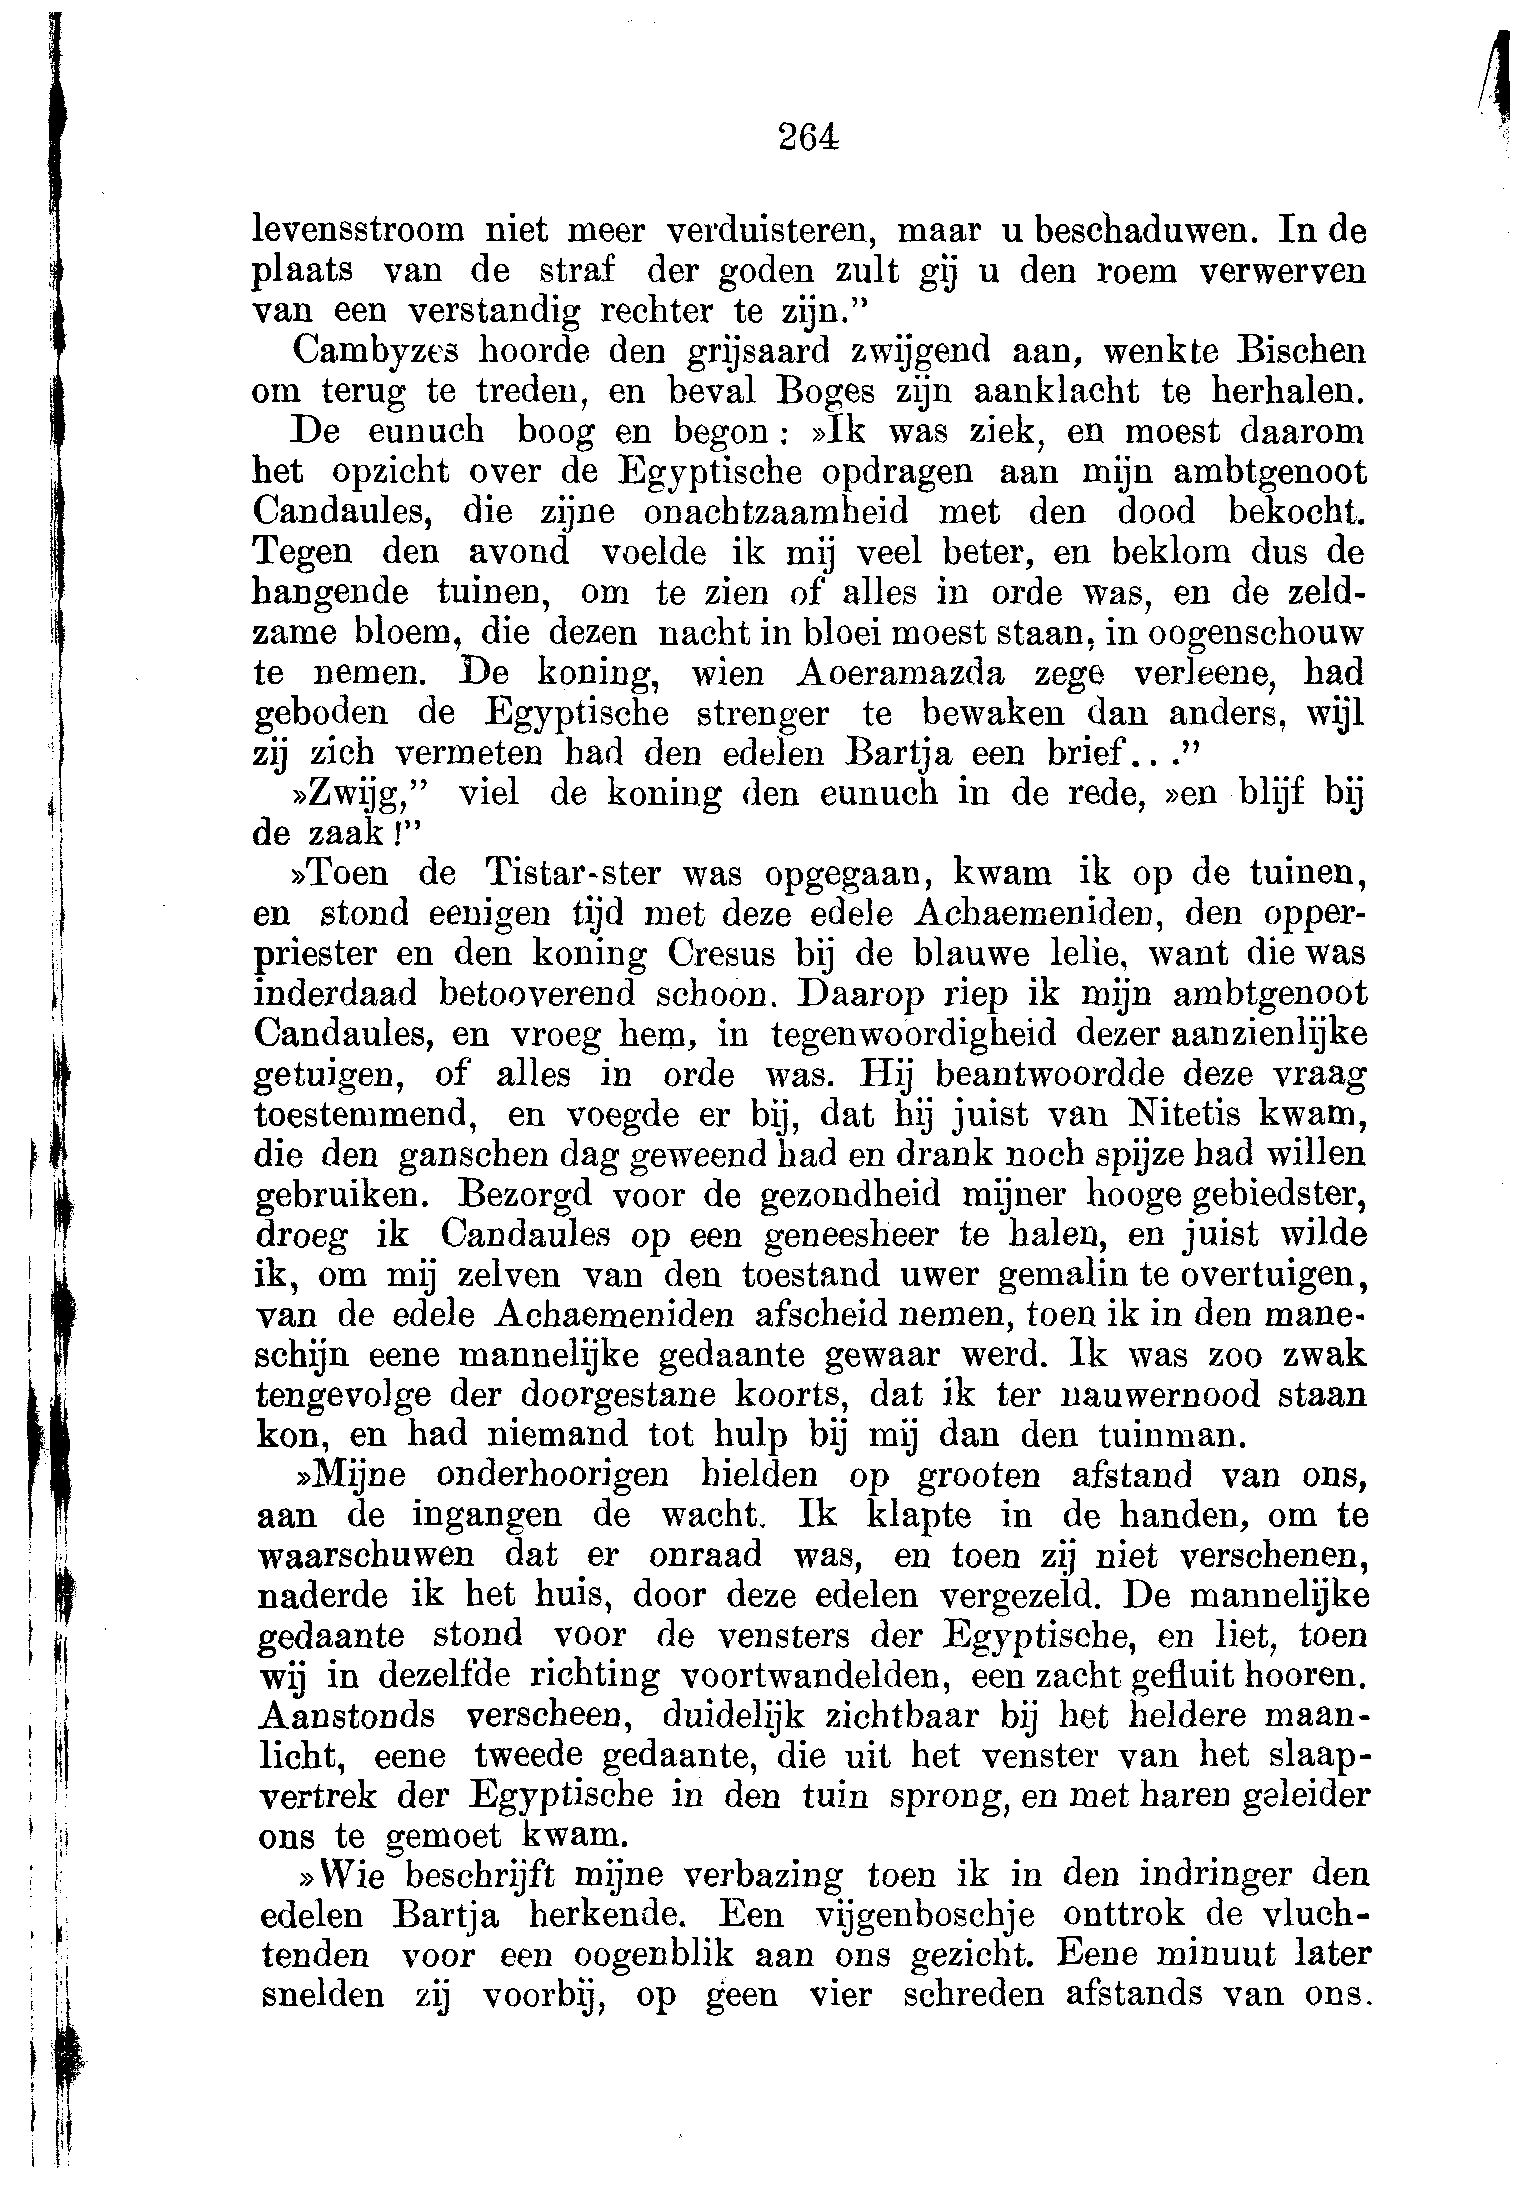 264
levensstroom niet meer verduisteren, maar u beschaduwen. In de
plaats van de straf der goden zult gij u den roem verwerven
van een verstandig rechter te zijn.”
Cambyzes hoorde den grijsaard zwijgend aan, wenkte Bischen
om terug te treden, en beval Boges zijn aanklacht te herhalen.
De eunuch boog en begon: »Ik was ziek, en moest daarom
het opzicht over de Egyptische opdragen aan mijn ambtgenoot
Candaules, die zijne onachtzaamheid met den dood bekocht.
Tegen den avond voelde ik mij veel beter, en beklom dus de
hangende tuinen, om te zien of alles in orde was, en de zeld-
zame bloem, die dezen nacht in bloei moest staan, in oogenschouw
te nemen. De koning, wien Aoeramazda zege verleene, had
geboden de Egyptische strenger te bewaken dan anders, wijl
zij zich vermeten had den edelen Bartja een brief...”
»Zwijg,” viel de koning den eunuch in de rede, »en blijf bij
de zaak!”
»Toen de Tistar-ster was opgegaan, kwam ik op de tuinen,
en stond eenigen tijd met deze edele Achaemeniden, den opper-
priester en den koning Cresus bij de blauwe lelie, want die was
inderdaad betooverend schoon. Daarop riep ik mijn ambtgenoot
Candaules, en vroeg hem, in tegenwoordigheid dezer aanzienlijke
getuigen, of alles in orde was. Hij beantwoordde deze vraag
toestemmend, en voegde er bij, dat hij juist van Nitetis kwam,
die den ganschen dag geweend had en drank noch spijze had willen
gebruiken. Bezorgd voor de gezondheid mijner hooge gebiedster,
droeg ik Candaules op een geneesheer te halen, en juist wilde
ik, om mij zelven van den toestand uwer gemalin te overtuigen,
van de edele Achaemeniden afscheid nemen, toen ik in den mane-
schijn eene mannelijke gedaante gewaar werd. Ik was zoo zwak
tengevolge der doorgestane koorts, dat ik ter nauwernood staan
kon, en had niemand tot hulp bij mij dan den tuinman.
»Mijne onderhoorigen hielden op grooten afstand van ons,
aan de ingangen de wacht. Ik klapte in de handen, om te
waarschuwen dat er onraad was, en toen zij niet verschenen,
naderde ik het huis, door deze edelen vergezeld. De mannelijke
gedaante stond voor de vensters der Egyptische, en liet, toen
wij in dezelfde richting voortwandelden, een zacht gefluit hooren.
Aanstonds verscheen, duidelijk zichtbaar bij het heldere maan-
licht, eene tweede gedaante, die uit het venster van het slaap-
vertrek der Egyptische in den tuin sprong, en met haren geleider
ons te gemoet kwam.
»Wie beschrijft mijne verbazing toen ik in den indringer den
edelen Bartja herkende. Een vijgenboschje onttrok de vluch-
tenden voor een oogenblik aan ons gezicht. Eene minuut later
snelden zij voorbij, op geen vier schreden afstands van ons.